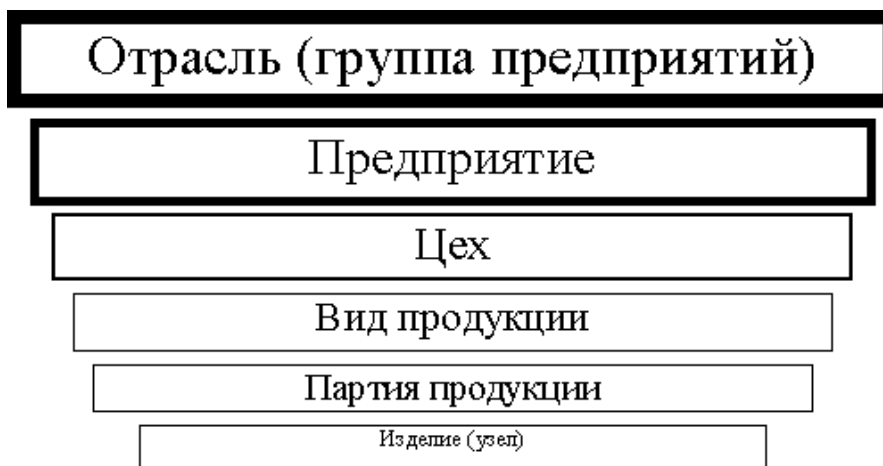 Отрасль (группа предприятий)
Предприятие
Цех
Вид продукции
Партия продукции
Изделие (узел)